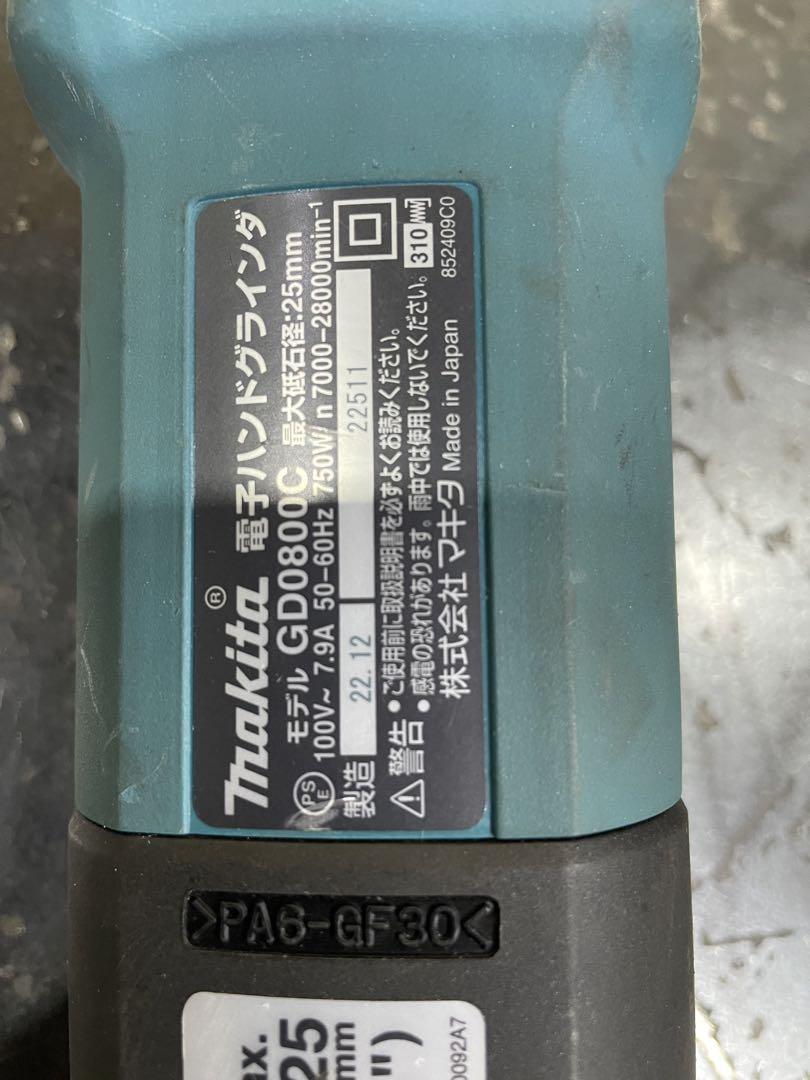 makita® 電子ハンドグラインダ
モデル GD0800C 最大砥石径:25mm
PSE 100V~ 7.9A 50-60Hz 750W n 7000-28000min⁻¹
製造 22.12 22511
警告 ●ご使用前に取扱説明書を必ずよくお読みください。
●感電の恐れがあります。雨中では使用しないでください。 310
株式会社 マキタ Made in Japan 852409C0
>PA6-GF30<
25
mm
")
0092A7